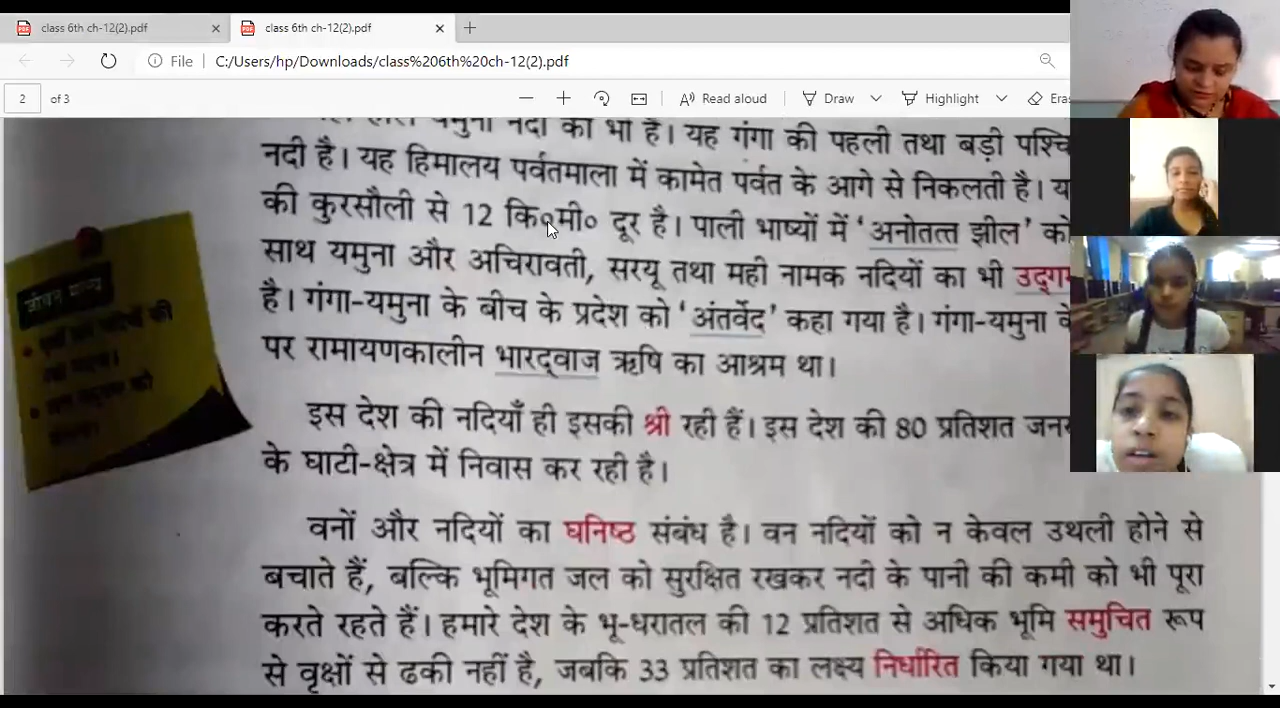 class 6th ch-12(2).pdf
class 6th ch-12(2).pdf
File
C:/Users/hp/Downloads/class%206th%20ch-12(2).pdf
2 of 3
Read aloud
Draw
Highlight
यमुना नदी का भी है। यह गंगा की पहली तथा बड़ी
नदी है। यह हिमालय पर्वतमाला में कामेत पर्वत के आगे से निकलती है।
की कुरसौली से 12 कि०मी० दूर है। पाली भाष्यों में 'अनोतत्त झील' को
साथ यमुना और अचिरावती, सरयू तथा मही नामक नदियों का भी
है। गंगा-यमुना के बीच के प्रदेश को 'अंतर्वेद' कहा गया है। गंगा-यमुना
पर रामायणकालीन भारद्वाज ऋषि का आश्रम था।
इस देश की नदियाँ ही इसकी श्री रही हैं। इस देश की 80 प्रतिशत
के घाटी-क्षेत्र में निवास कर रही है।
वनों और नदियों का घनिष्ठ संबंध है। वन नदियों को न केवल उथली होने से
बचाते हैं, बल्कि भूमिगत जल को सुरक्षित रखकर नदी के पानी की कमी को भी पूरा
करते रहते हैं। हमारे देश के भू-धरातल की 12 प्रतिशत से अधिक भूमि समुचित रूप
से वृक्षों से ढकी नहीं है, जबकि 33 प्रतिशत का लक्ष्य निर्धारित किया गया था।
जीवन मूल्य